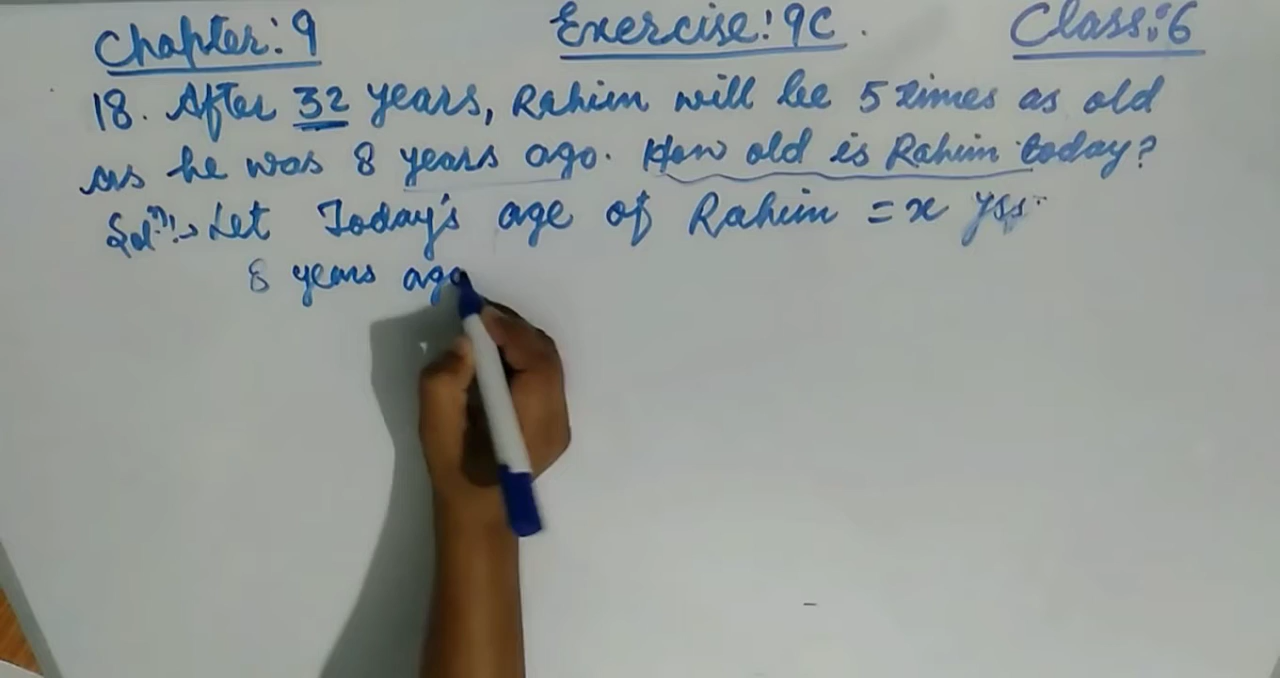 Chapter: 9 Exercise: 9C. Class: 6
18. After 32 years, Rahim will be 5 times as old
as he was 8 years ago. How old is Rahim today?
Solⁿ:→ Let Today's age of Rahim = x yrs.
8 years ago